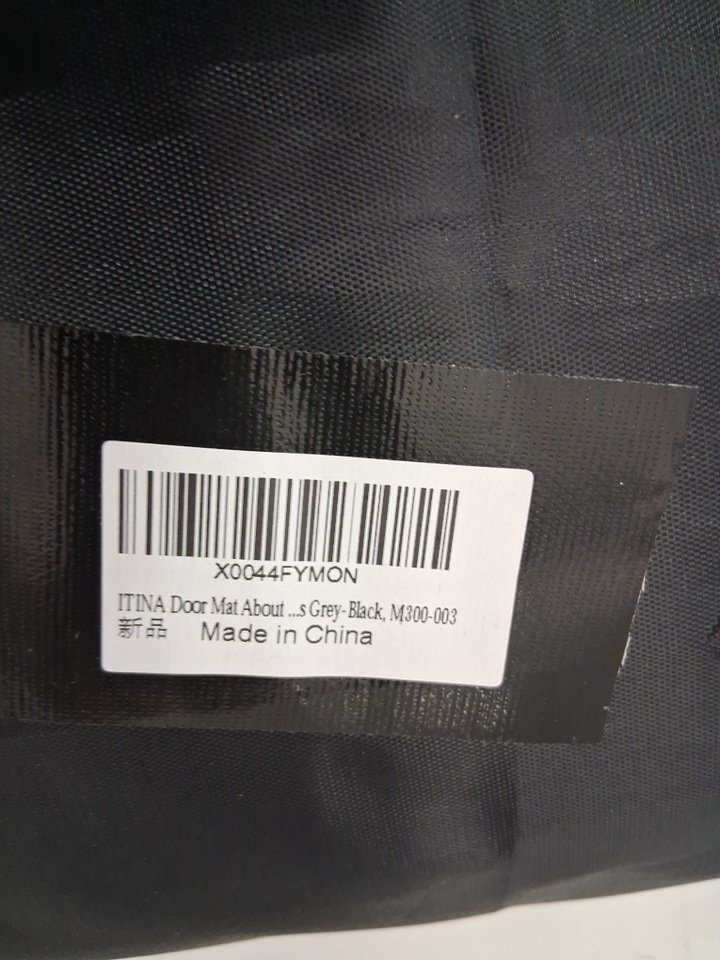 X0044FYMON
ITINA Door Mat About ...s Grey-Black, M300-003
新品 Made in China